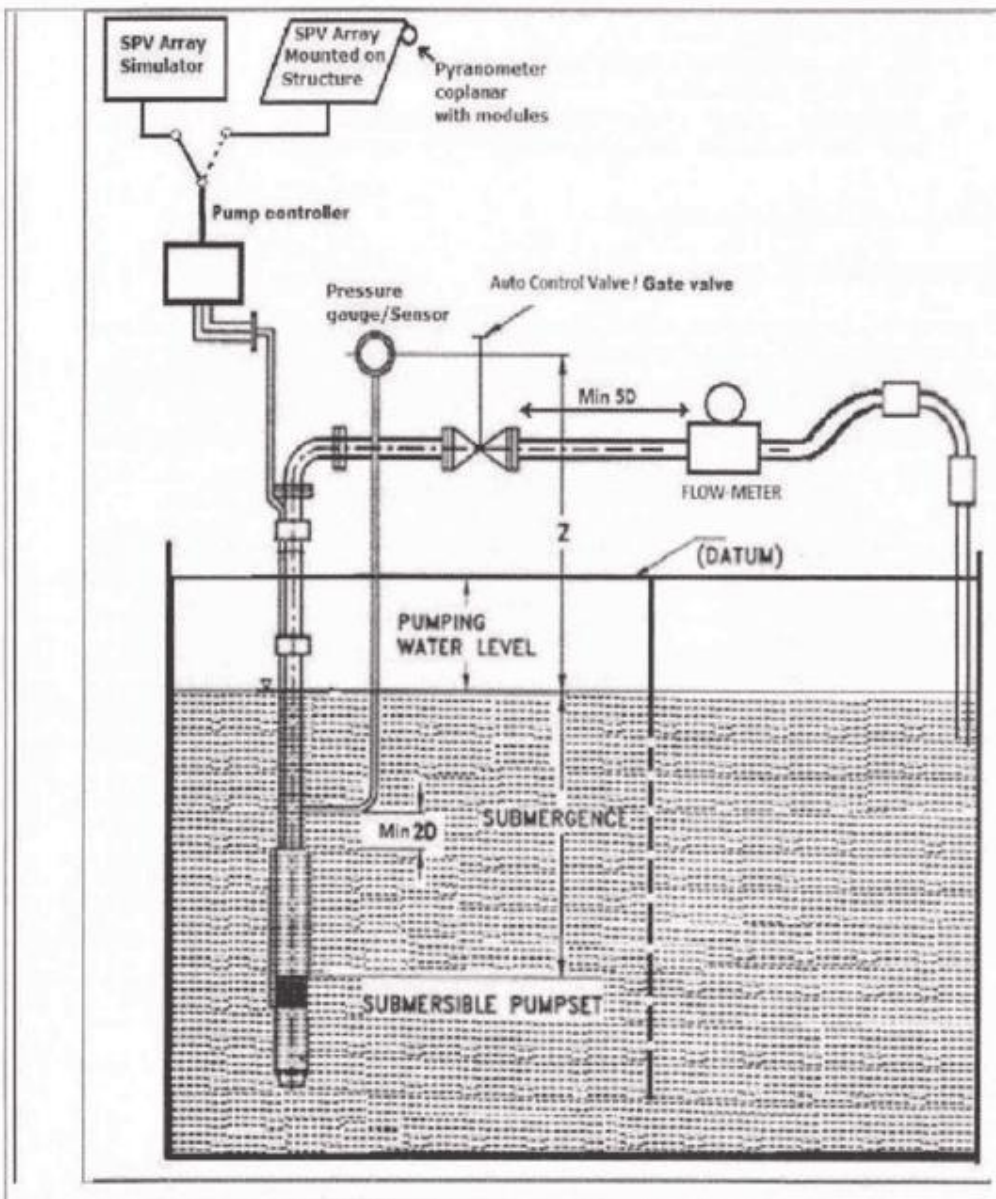 SPV Array
Simulator
SPV Array
Mounted on
Structure
Pyranometer
coplanar
with modules
Pump controller
Pressure
gauge/Sensor
Auto Control Valve/ Gate valve
Min 5D
FLOW-METER
Z
(DATUM)
PUMPING
WATER LEVEL
SUBMERGENCE
Min 2D
SUBMERSIBLE PUMPSET